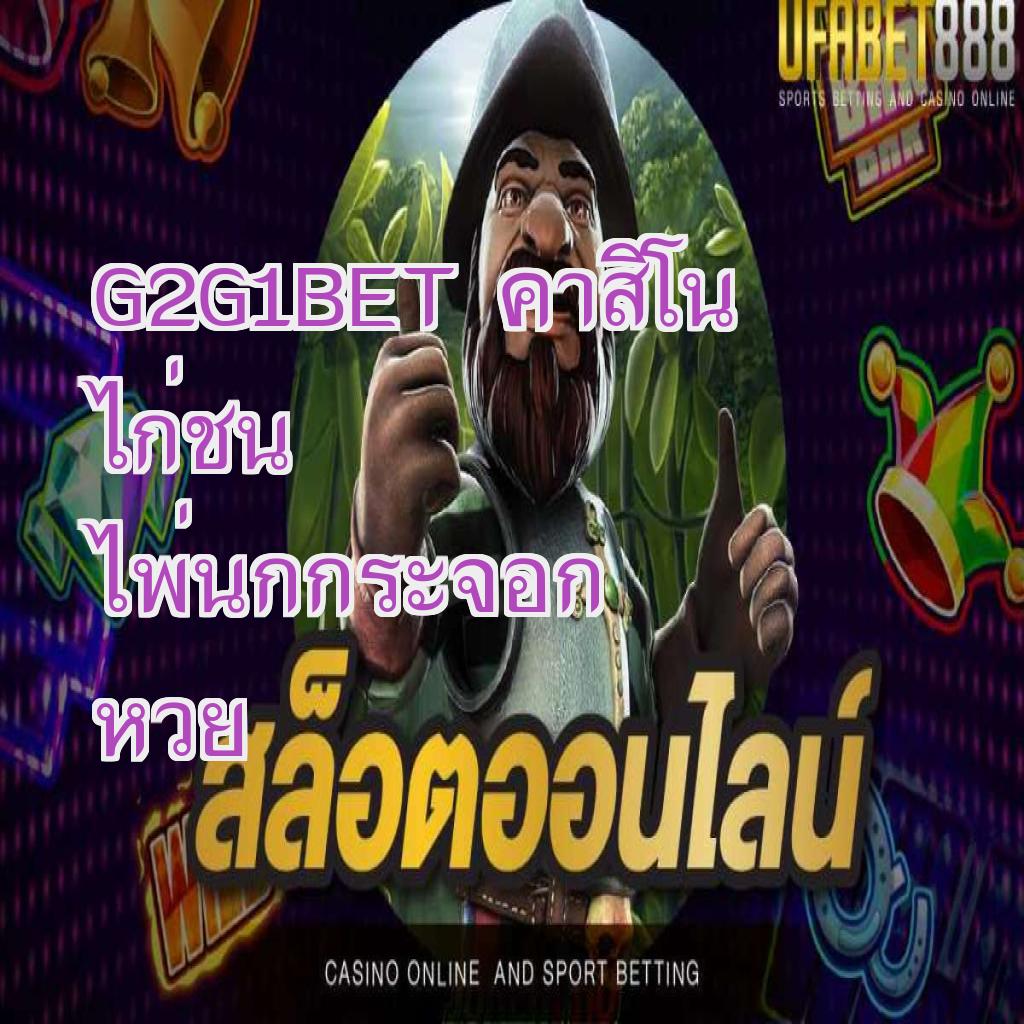 UFABET888
SPORTS BETTING AND CASINO ONLINE
BAR
G2G1BET คาสิโน
ไก่ชน
ไพ่นกกระจอก
หวย
สล็อตออนไลน์
CASINO ONLINE AND SPORT BETTING